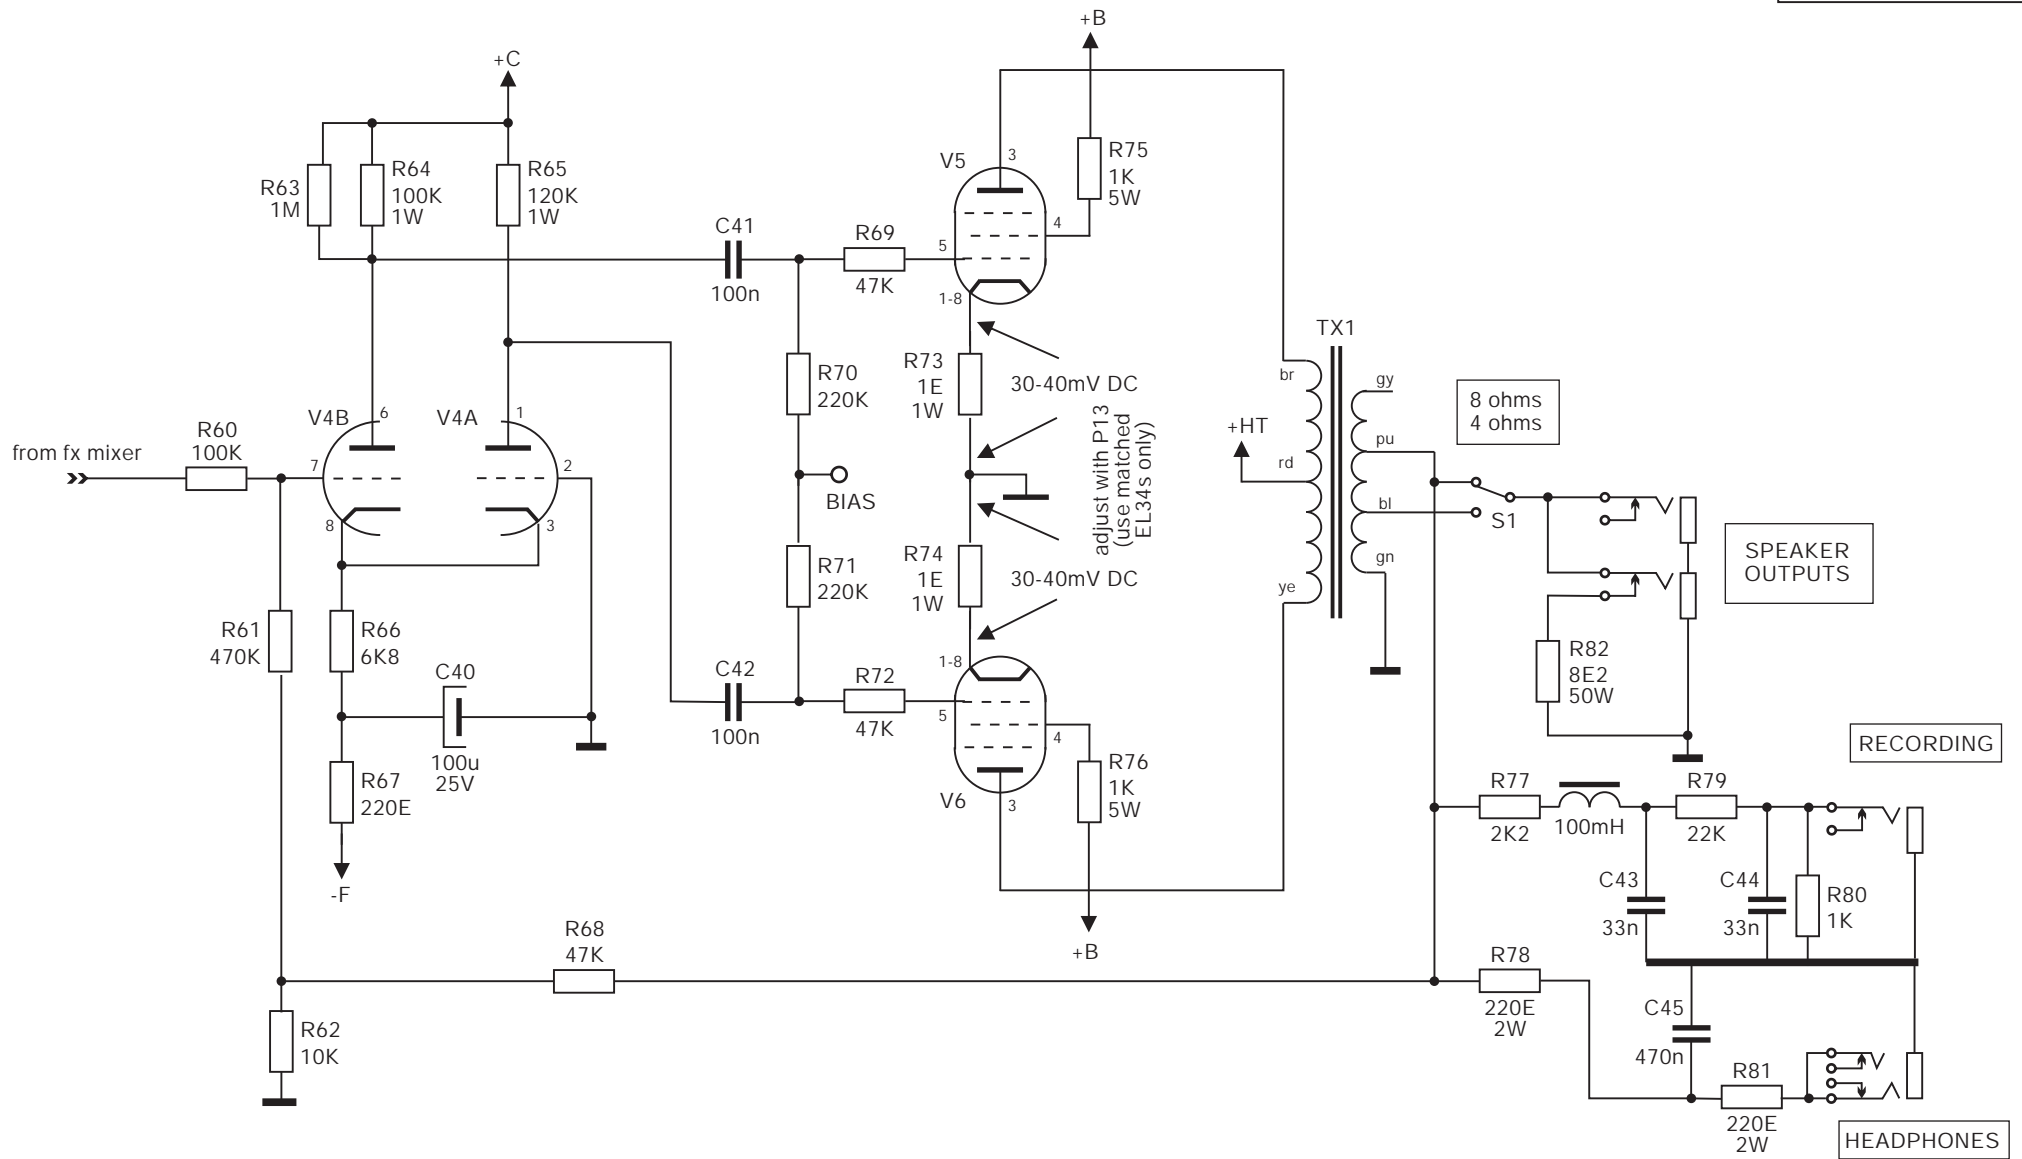 +B
+C
R63
1M
R64
100K
1W
R65
120K
1W
V5
3
4
5
1-8
R75
1K
5W
C41
100n
R69
47K
R70
220K
BIAS
R71
220K
R73
1E
1W
30-40mV DC
adjust with P13
(use matched
EL34s only)
R74
1E
1W
30-40mV DC
TX1
br
+HT
rd
ye
gy
pu
bl
gn
8 ohms
4 ohms
S1
SPEAKER
OUTPUTS
R82
8E2
50W
from fx mixer
R60
100K
V4B
6
7
8
V4A
1
2
3
R61
470K
R66
6K8
C40
100u
25V
R67
220E
-F
C42
100n
R72
47K
1-8
5
4
3
V6
R76
1K
5W
+B
RECORDING
R77
2K2
100mH
R79
22K
C43
33n
C44
33n
R80
1K
R68
47K
R62
10K
R78
220E
2W
C45
470n
R81
220E
2W
HEADPHONES